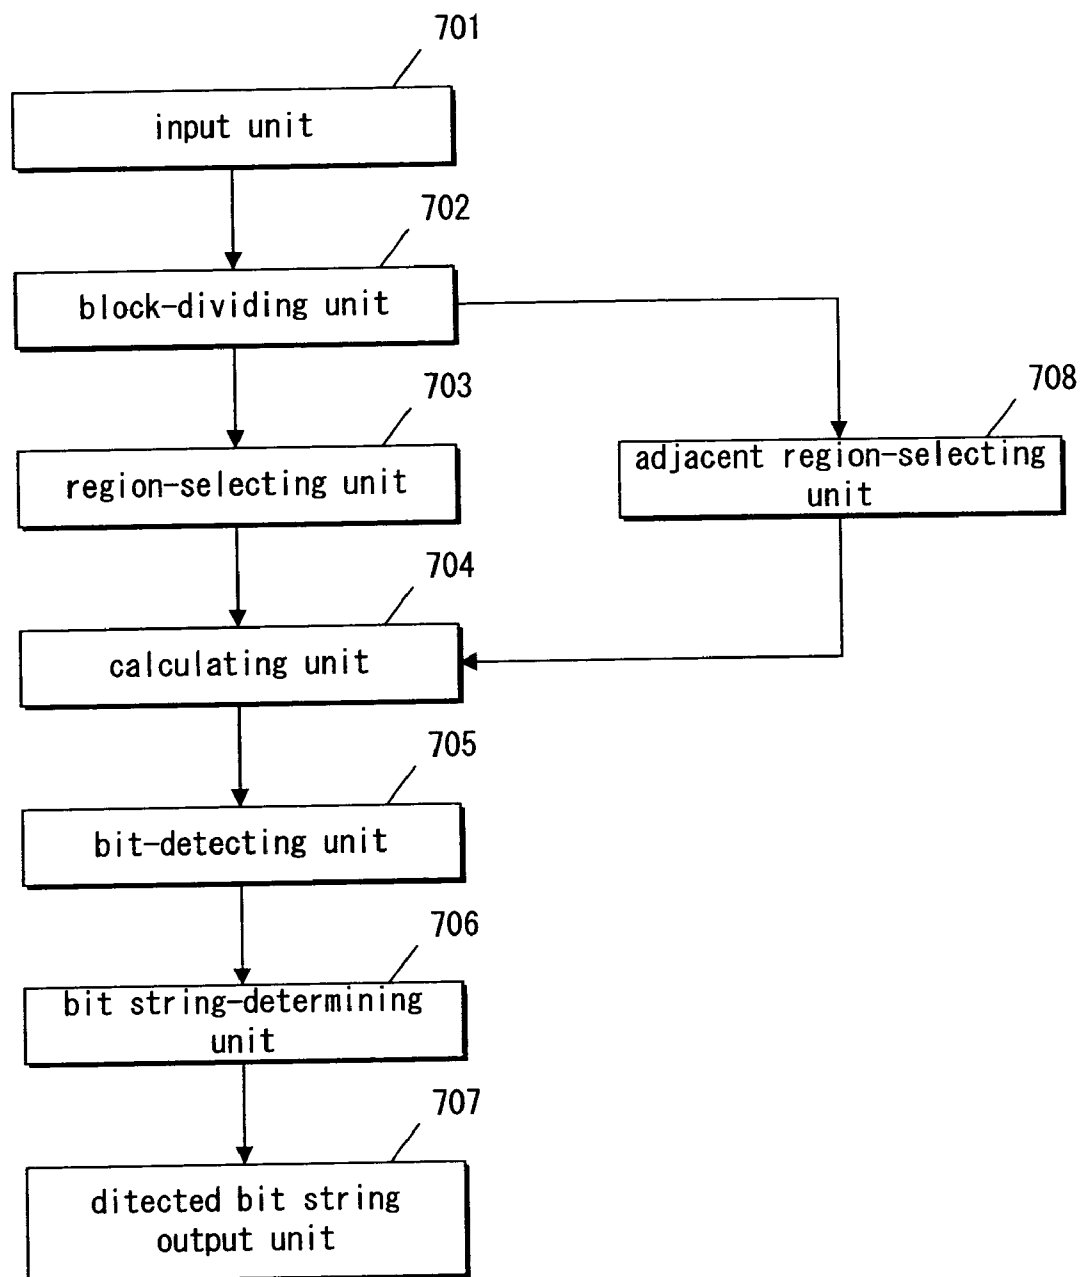 701
input unit
702
block-dividing unit
703
region-selecting unit
708
adjacent region-selecting
unit
704
calculating unit
705
bit-detecting unit
706
bit string-determining
unit
707
ditected bit string
output unit